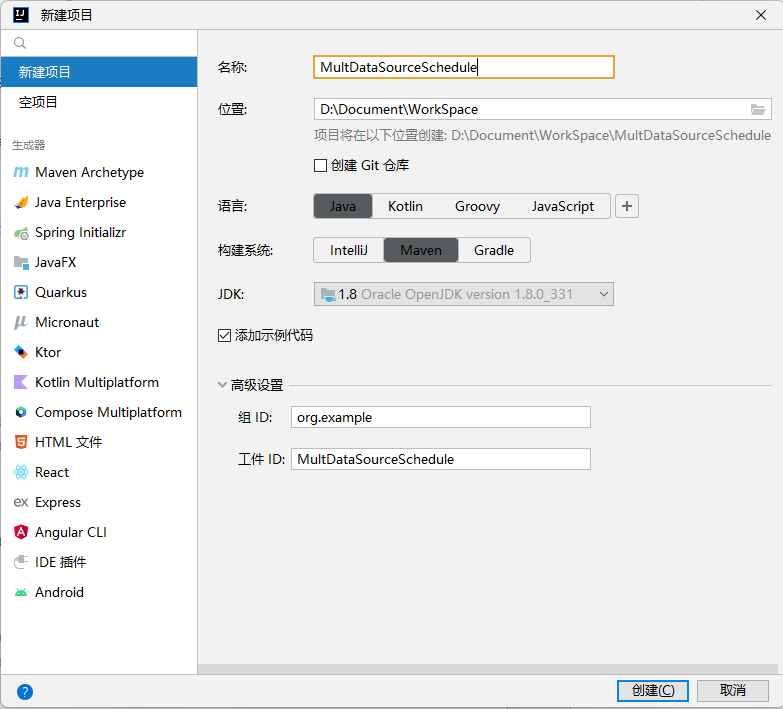 新建项目
新建项目
空项目
生成器
Maven Archetype
Java Enterprise
Spring Initializr
JavaFX
Quarkus
Micronaut
Ktor
Kotlin Multiplatform
Compose Multiplatform
HTML 文件
React
Express
Angular CLI
IDE 插件
Android
名称: MultDataSourceSchedule
位置: D:\Document\WorkSpace
项目将在以下位置创建: D:\Document\WorkSpace\MultDataSourceSchedule
创建 Git 仓库
语言: Java Kotlin Groovy JavaScript +
构建系统: IntelliJ Maven Gradle
JDK: 1.8 Oracle OpenJDK version 1.8.0_331
添加示例代码
高级设置
组 ID: org.example
工件 ID: MultDataSourceSchedule
? 创建(C) 取消